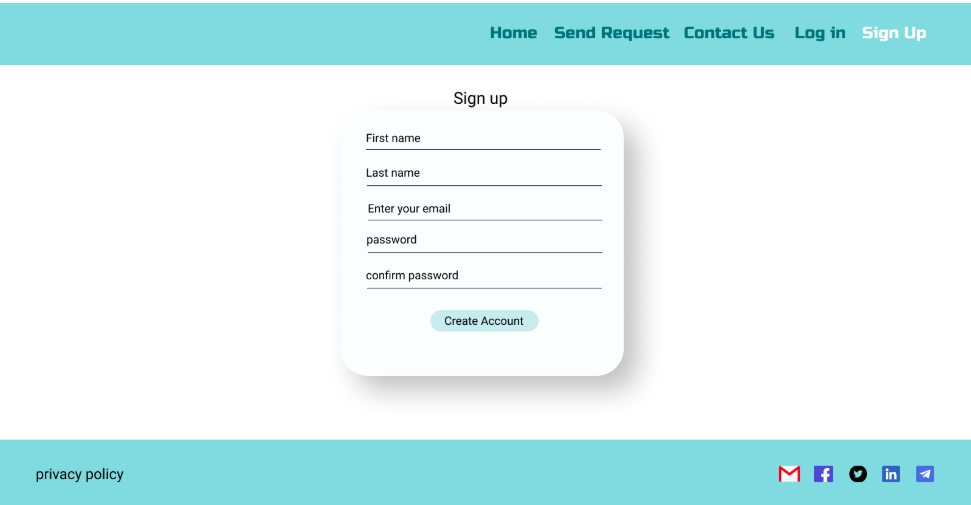 Home Send Request Contact Us Log in Sign Up
Sign up
First name
Last name
Enter your email
password
confirm password
Create Account
privacy policy